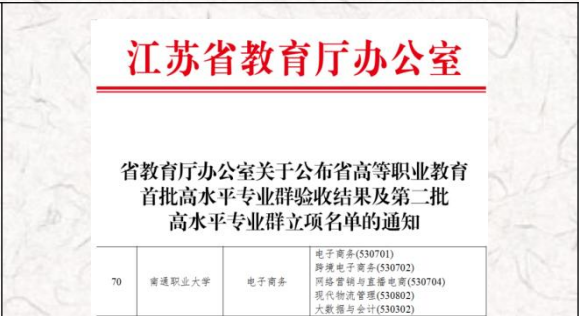 江苏省教育厅办公室
省教育厅办公室关于公布省高等职业教育
首批高水平专业群验收结果及第二批
高水平专业群立项名单的通知
70
南通职业大学
电子商务
电子商务(530701)
跨境电子商务(530702)
网络营销与直播电商(530704)
现代物流管理(530802)
大数据与会计(530302)